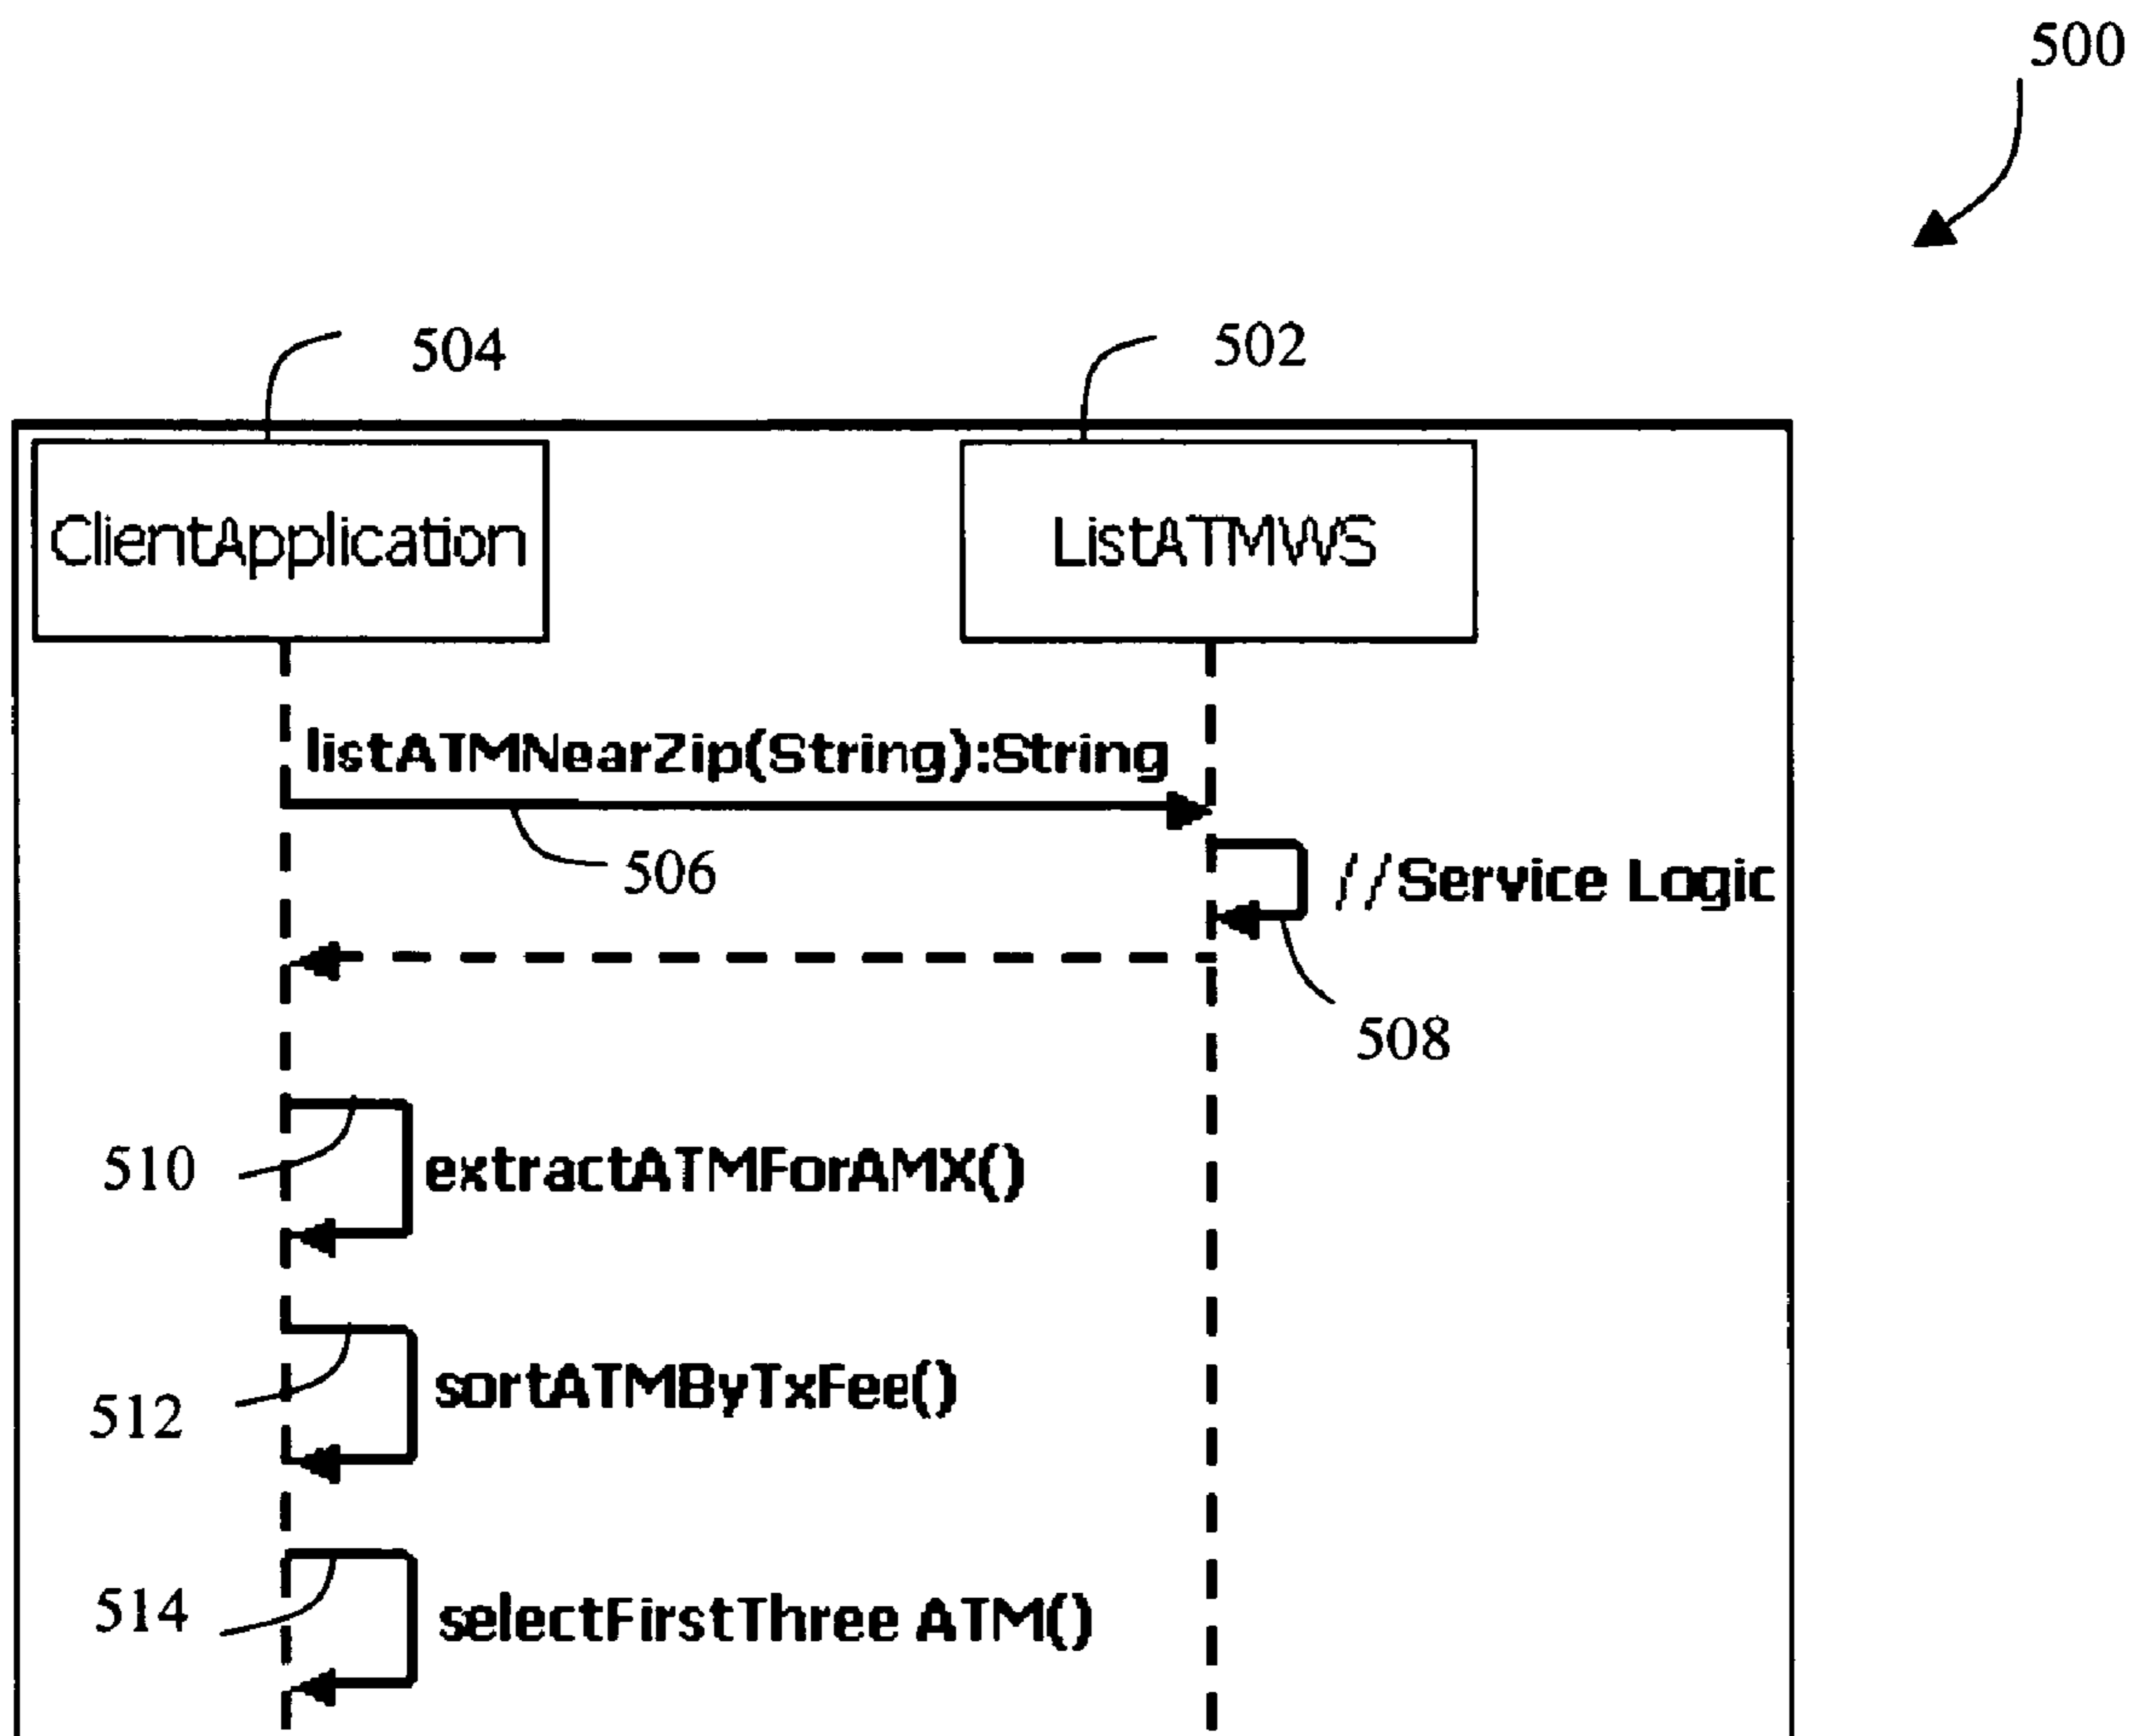 500
504
502
ClientApplication
ListATMWS
listATMNearZip(String):String
506
//Service Logic
508
510
extractATMForAMX()
512
sortATMByTxFee()
514
selectFirstThree ATM()